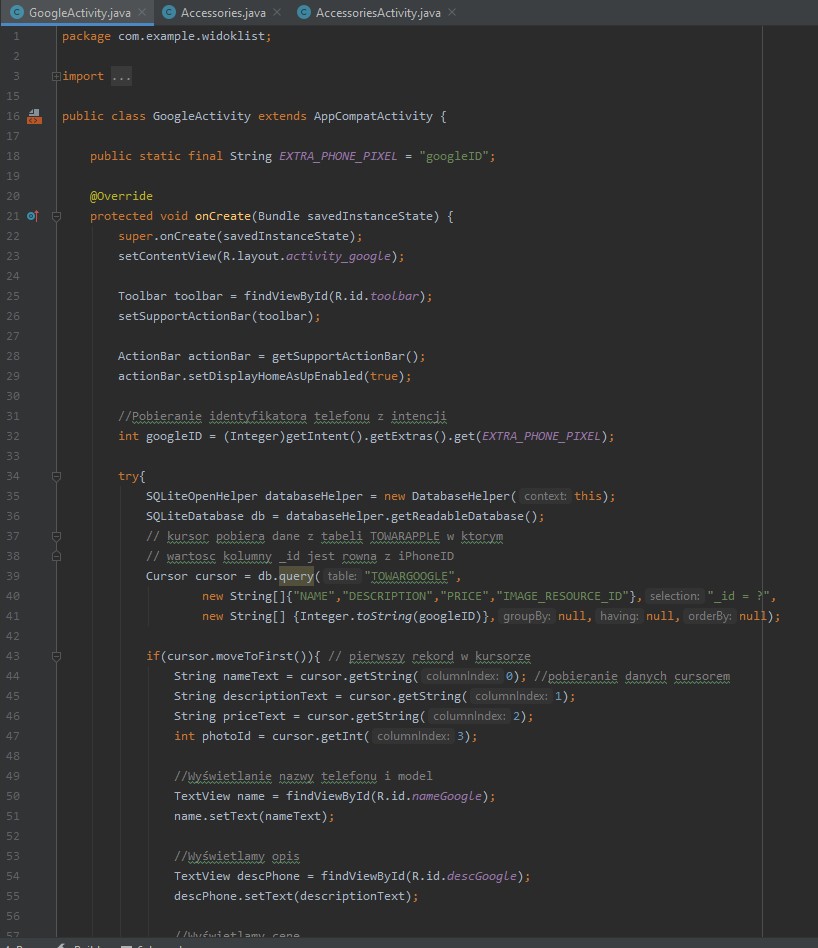 GoogleActivity.java Accessories.java AccessoriesActivity.java
1 package com.example.widoklist;
2
3 import ...
15
16 public class GoogleActivity extends AppCompatActivity {
17
18 public static final String EXTRA_PHONE_PIXEL = "googleID";
19
20 @Override
21 protected void onCreate(Bundle savedInstanceState) {
22 super.onCreate(savedInstanceState);
23 setContentView(R.layout.activity_google);
24
25 Toolbar toolbar = findViewById(R.id.toolbar);
26 setSupportActionBar(toolbar);
27
28 ActionBar actionBar = getSupportActionBar();
29 actionBar.setDisplayHomeAsUpEnabled(true);
30
31 //Pobieranie identyfikatora telefonu z intencji
32 int googleID = (Integer)getIntent().getExtras().get(EXTRA_PHONE_PIXEL);
33
34 try{
35 SQLiteOpenHelper databaseHelper = new DatabaseHelper( context: this);
36 SQLiteDatabase db = databaseHelper.getReadableDatabase();
37 // kursor pobiera dane z tabeli TOWARAPPLE w ktorym
38 // wartosc kolumny _id jest rowna z iPhoneID
39 Cursor cursor = db.query( table: "TOWARGOOGLE",
40 new String[]{"NAME","DESCRIPTION","PRICE","IMAGE_RESOURCE_ID"}, selection: "_id = ?",
41 new String[] {Integer.toString(googleID)}, groupBy: null, having: null, orderBy: null);
42
43 if(cursor.moveToFirst()){ // pierwszy rekord w kursorze
44 String nameText = cursor.getString( columnIndex: 0); //pobieranie danych cursorem
45 String descriptionText = cursor.getString( columnIndex: 1);
46 String priceText = cursor.getString( columnIndex: 2);
47 int photoId = cursor.getInt( columnIndex: 3);
48
49 //Wyświetlanie nazwy telefonu i model
50 TextView name = findViewById(R.id.nameGoogle);
51 name.setText(nameText);
52
53 //Wyświetlamy opis
54 TextView descPhone = findViewById(R.id.descGoogle);
55 descPhone.setText(descriptionText);
56
57 //Wyświetlamy cene